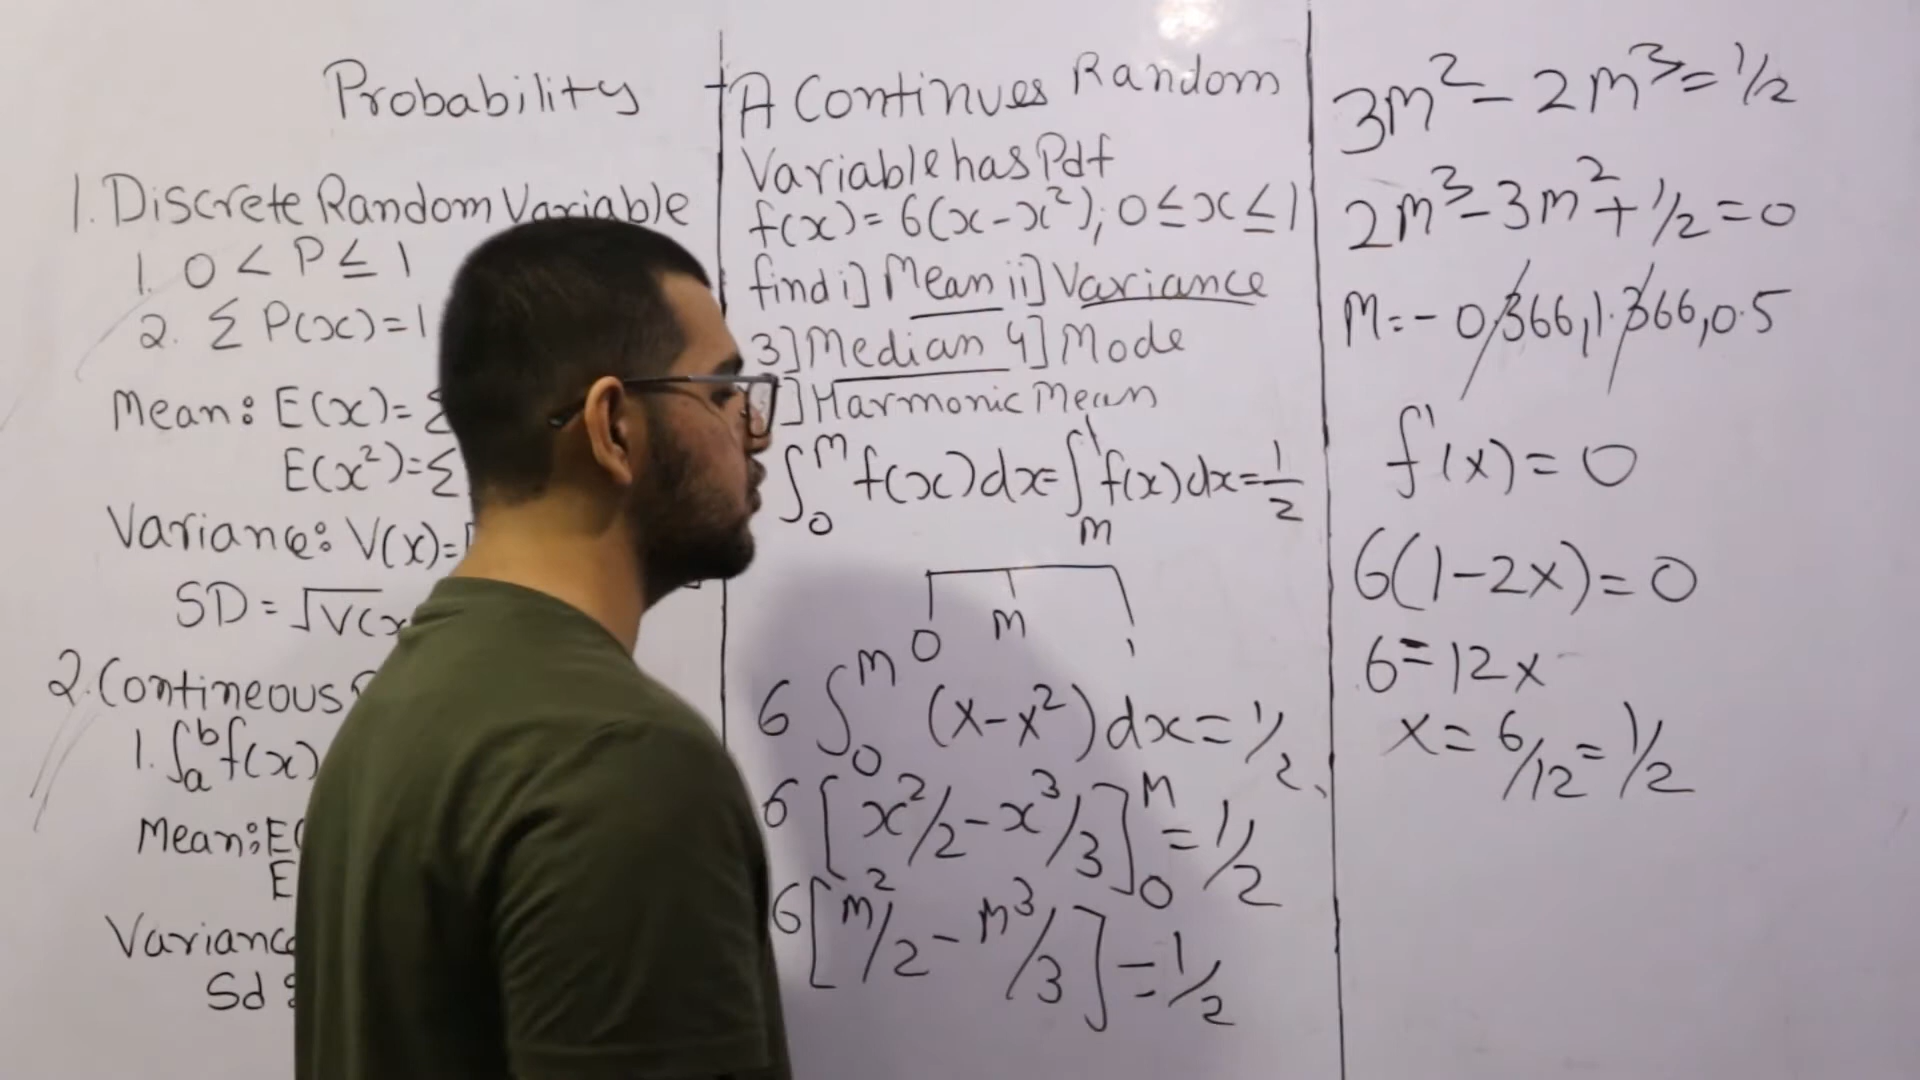 Probability
1. Discrete Random Variable
1. 0 < P ≤ 1
2. Σ P(x)=1
Mean: E(x)= Σ
E(x²)=Σ
Variance: V(x)=
SD = √V(x
2. Contineous
1. ∫ₐᵇ f(x)
Mean: E(
E
Variance
Sd :
A Continues Random
Variable has Pdf
f(x)= 6(x-x²); 0≤x≤1
find i] Mean ii] Variance
3] Median 4] Mode
] Harmonic Mean
∫₀ᴹ f(x)dx = ∫ₘ¹ f(x)dx = 1/2
0 m 1
6 ∫₀ᴹ (x-x²)dx = 1/2
6 [x²/2 - x³/3]₀ᴹ = 1/2
6 [m²/2 - m³/3] = 1/2
3m² - 2m³ = 1/2
2m³ - 3m² + 1/2 = 0
M = - 0.366, 1.366, 0.5
f'(x) = 0
6(1-2x) = 0
6 = 12x
x = 6/12 = 1/2